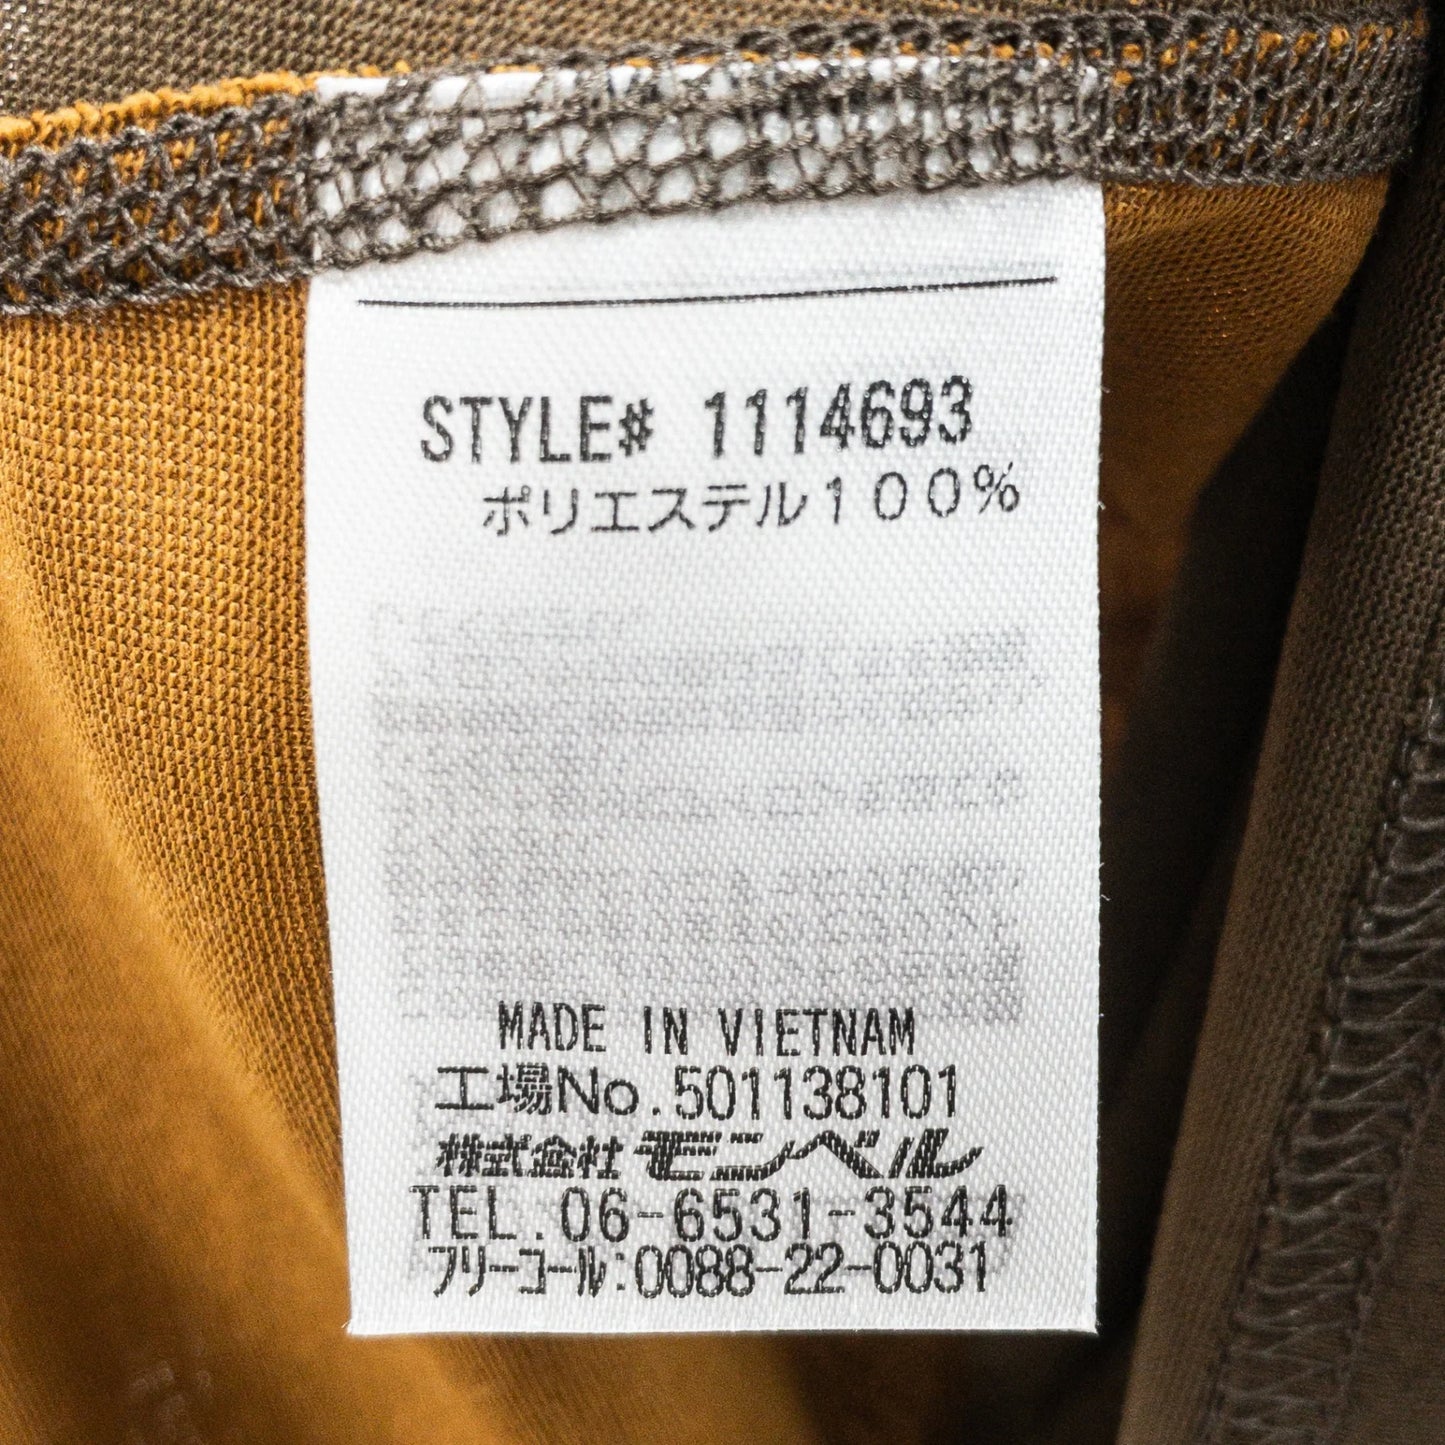 STYLE# 1114693
ポリエステル１００％
MADE IN VIETNAM
工場No.501138101
株式会社 モンベル
TEL.06-6531-3544
フリーコール:0088-22-0031